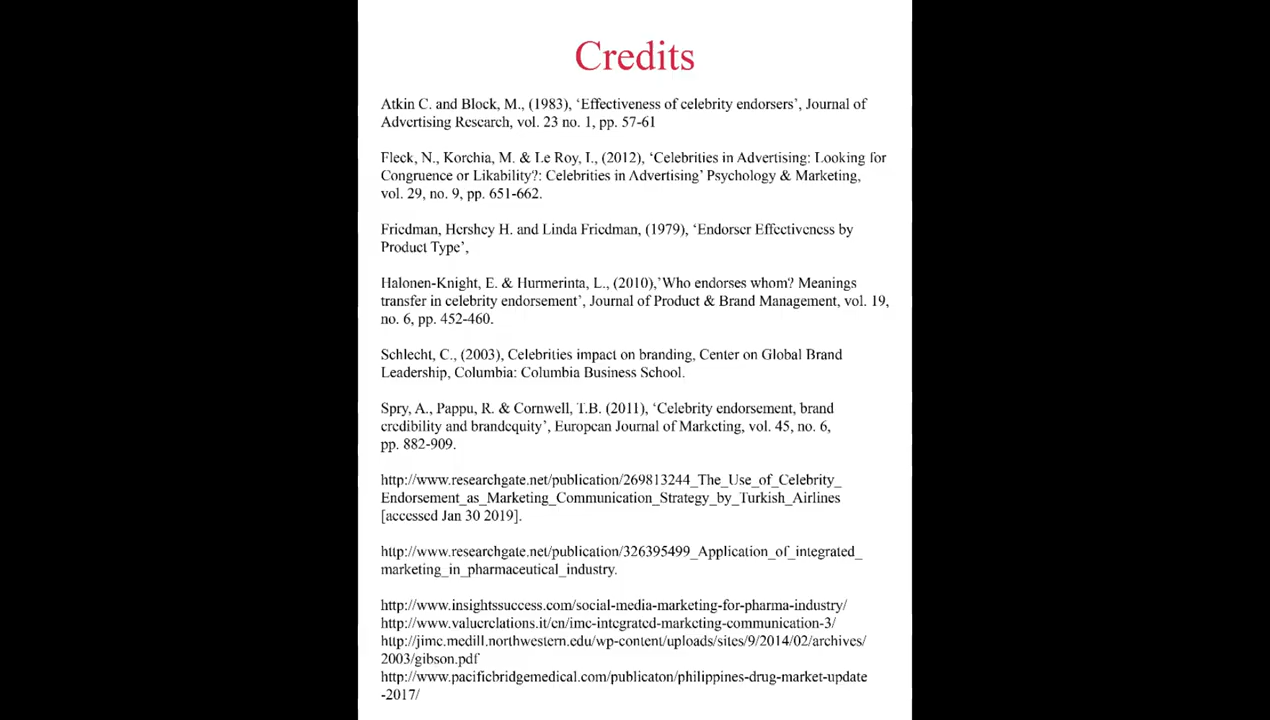 Credits
Atkin C. and Block, M., (1983), ‘Effectiveness of celebrity endorsers’, Journal of
Advertising Research, vol. 23 no. 1, pp. 57-61
Fleck, N., Korchia, M. & Le Roy, I., (2012), ‘Celebrities in Advertising: Looking for
Congruence or Likability?: Celebrities in Advertising’ Psychology & Marketing,
vol. 29, no. 9, pp. 651-662.
Friedman, Hershey H. and Linda Friedman, (1979), ‘Endorser Effectiveness by
Product Type’,
Halonen-Knight, E. & Hurmerinta, L., (2010),’Who endorses whom? Meanings
transfer in celebrity endorsement’, Journal of Product & Brand Management, vol. 19,
no. 6, pp. 452-460.
Schlecht, C., (2003), Celebrities impact on branding, Center on Global Brand
Leadership, Columbia: Columbia Business School.
Spry, A., Pappu, R. & Cornwell, T.B. (2011), ‘Celebrity endorsement, brand
credibility and brandequity’, European Journal of Marketing, vol. 45, no. 6,
pp. 882-909.
http://www.researchgate.net/publication/269813244_The_Use_of_Celebrity_
Endorsement_as_Marketing_Communication_Strategy_by_Turkish_Airlines
[accessed Jan 30 2019].
http://www.researchgate.net/publication/326395499_Application_of_integrated_
marketing_in_pharmaceutical_industry.
http://www.insightssuccess.com/social-media-marketing-for-pharma-industry/
http://www.valuerelations.it/en/imc-integrated-marketing-communication-3/
http://jimc.medill.northwestern.edu/wp-content/uploads/sites/9/2014/02/archives/
2003/gibson.pdf
http://www.pacificbridgemedical.com/publicaton/philippines-drug-market-update
-2017/